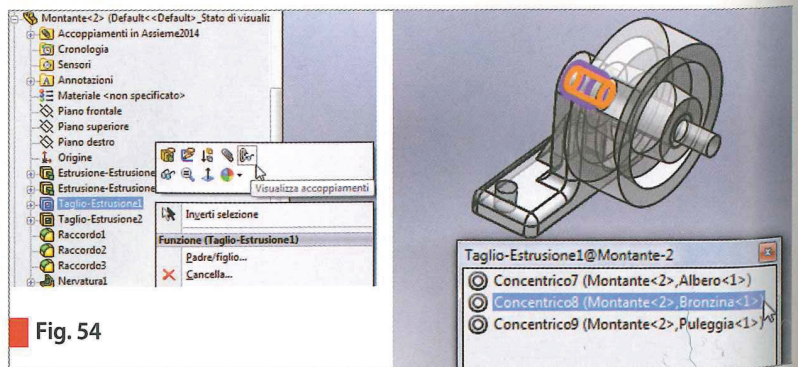 Montante<2> (Default<<Default>_Stato di visualiz
Accoppiamenti in Assieme2014
Cronologia
Sensori
Annotazioni
Materiale <non specificato>
Piano frontale
Piano superiore
Piano destro
Origine
Estrusione-Estrusione
Estrusione-Estrusione
Taglio-Estrusione1
Taglio-Estrusione2
Raccordo1
Raccordo2
Raccordo3
Nervatura1
Visualizza accoppiamenti
Inverti selezione
Funzione (Taglio-Estrusione1)
Padre/figlio...
Cancella...
Fig. 54
Taglio-Estrusione1@Montante-2
Concentrico7 (Montante<2>,Albero<1>)
Concentrico8 (Montante<2>,Bronzina<1>)
Concentrico9 (Montante<2>,Puleggia<1>)